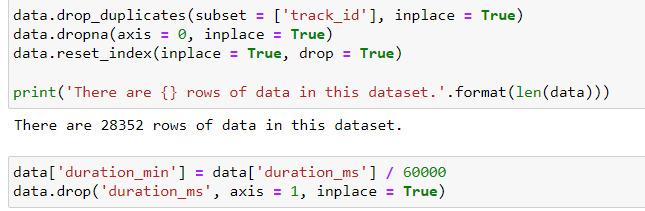 data.drop_duplicates(subset = ['track_id'], inplace = True)
data.dropna(axis = 0, inplace = True)
data.reset_index(inplace = True, drop = True)
print('There are {} rows of data in this dataset.'.format(len(data)))
There are 28352 rows of data in this dataset.
data['duration_min'] = data['duration_ms'] / 60000
data.drop('duration_ms', axis = 1, inplace = True)